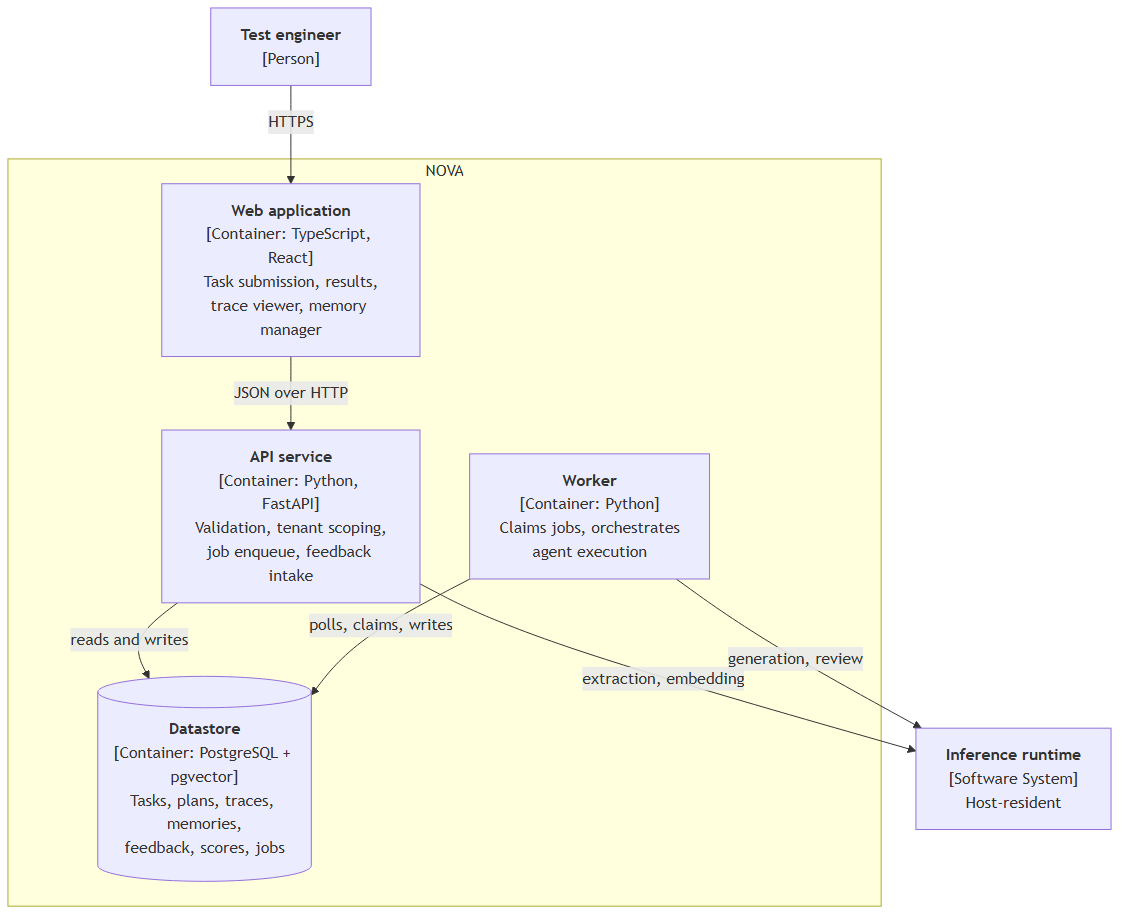 Test engineer
[Person]
HTTPS
NOVA
Web application
[Container: TypeScript,
React]
Task submission, results,
trace viewer, memory
manager
JSON over HTTP
API service
[Container: Python,
FastAPI]
Validation, tenant scoping,
job enqueue, feedback
intake
Worker
[Container: Python]
Claims jobs, orchestrates
agent execution
reads and writes
polls, claims, writes
generation, review
extraction, embedding
Datastore
[Container: PostgreSQL +
pgvector]
Tasks, plans, traces,
memories,
feedback, scores, jobs
Inference runtime
[Software System]
Host-resident